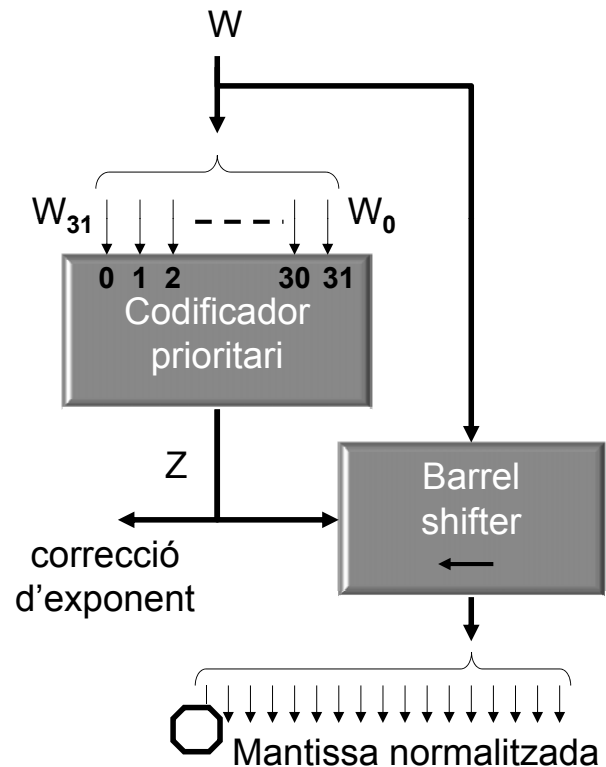 W
W31 W0
0 1 2 30 31
Codificador
prioritari
Z
Barrel
shifter
correcció
d'exponent
Mantissa normalitzada